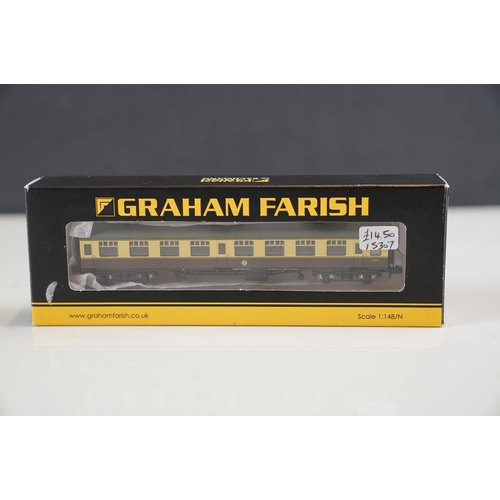 GRAHAM FARISH
£14.50
15307
www.grahamfarish.co.uk
Scale 1:148/N